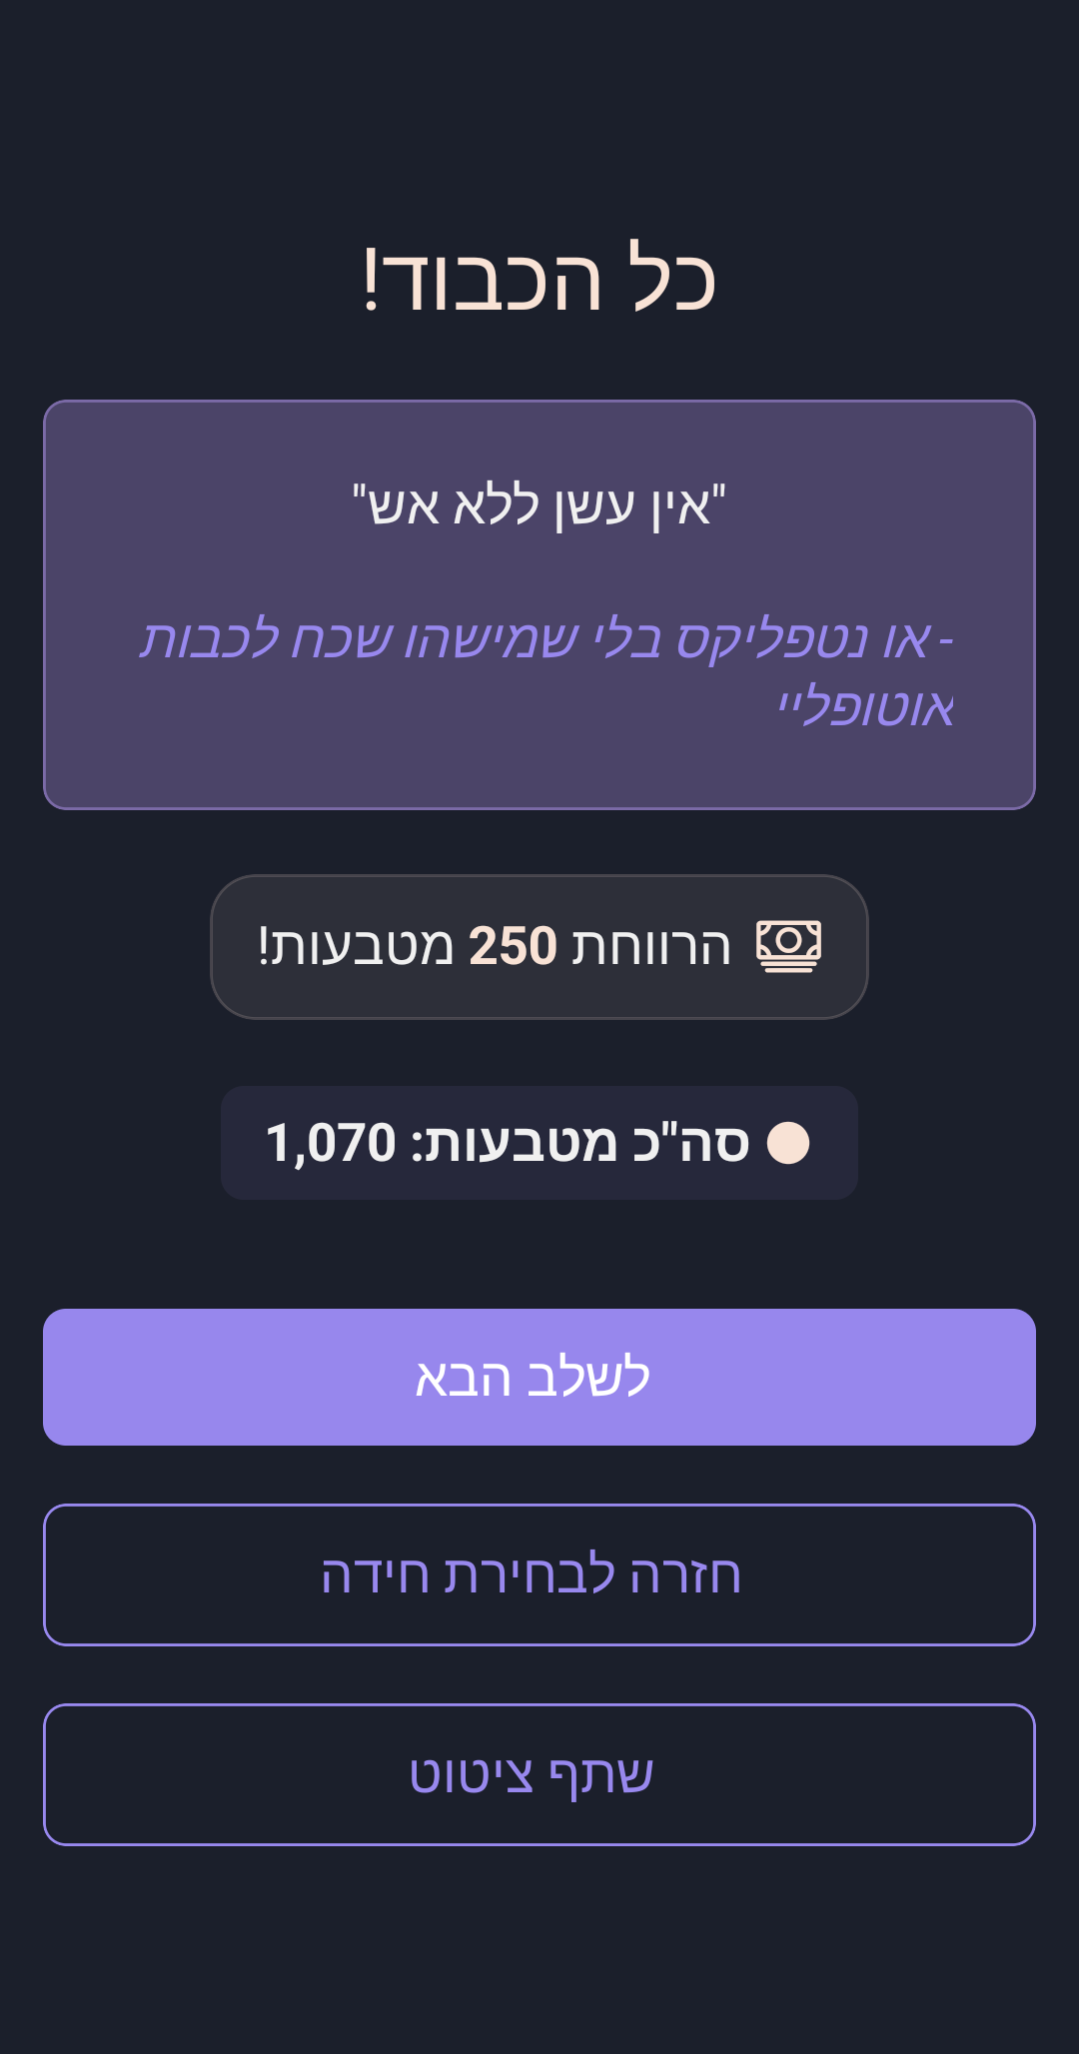 כל הכבוד!
"אין עשן ללא אש"
- או נטפליקס בלי שמישהו שכח לכבות
אוטופליי
הרווחת 250 מטבעות!
סה"כ מטבעות: 1,070
לשלב הבא
חזרה לבחירת חידה
שתף ציטוט